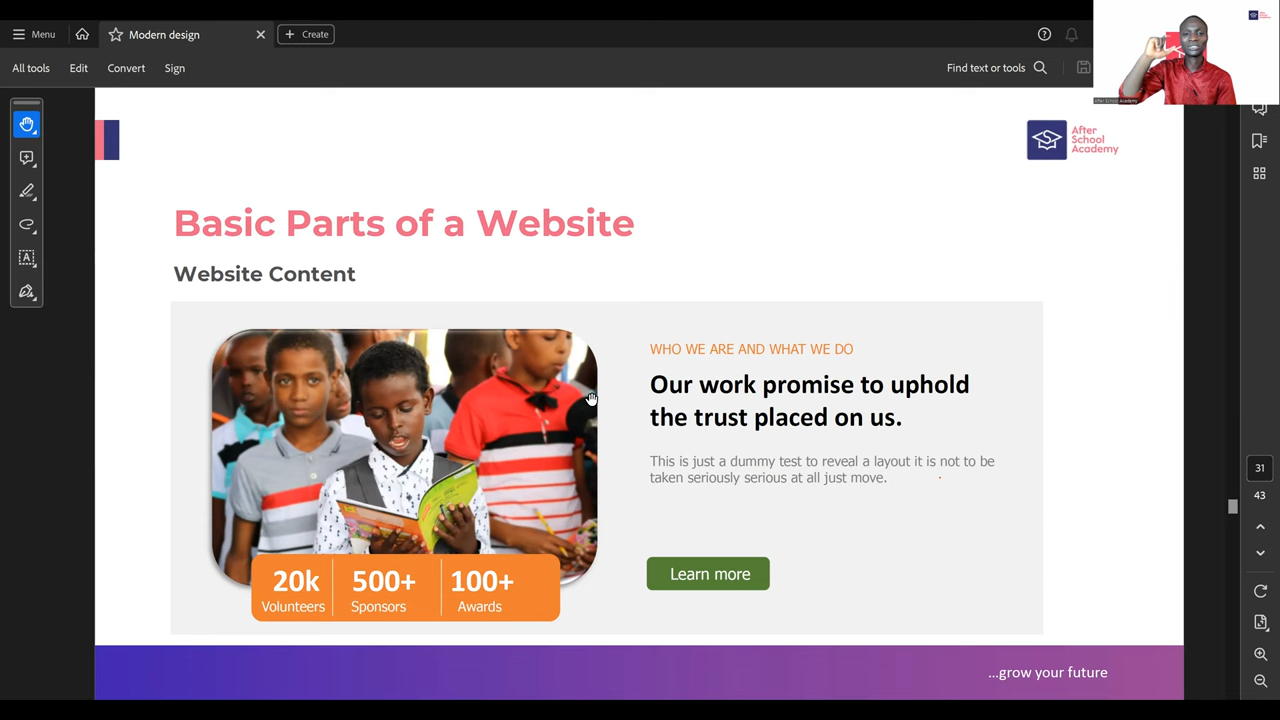 Menu
Modern design
Create
All tools
Edit
Convert
Sign
Find text or tools
After
School
Academy
Basic Parts of a Website
Website Content
WHO WE ARE AND WHAT WE DO
Our work promise to uphold
the trust placed on us.
This is just a dummy test to reveal a layout it is not to be
taken seriously serious at all just move.
20k
Volunteers
500+
Sponsors
100+
Awards
Learn more
...grow your future
31
43
After School Academy